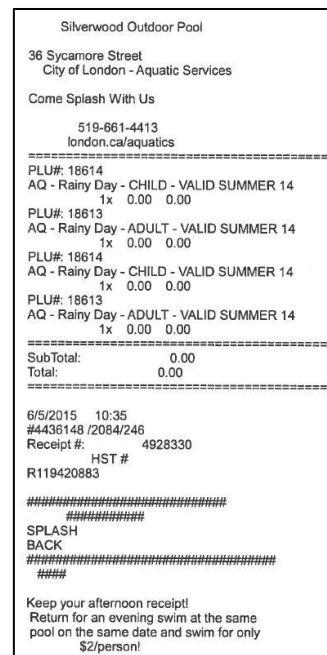 Silverwood Outdoor Pool
36 Sycamore Street
City of London - Aquatic Services
Come Splash With Us
519-661-4413
london.ca/aquatics
========================================
PLU#: 18614
AQ - Rainy Day - CHILD - VALID SUMMER 14
1x 0.00 0.00
PLU#: 18613
AQ - Rainy Day - ADULT - VALID SUMMER 14
1x 0.00 0.00
PLU#: 18614
AQ - Rainy Day - CHILD - VALID SUMMER 14
1x 0.00 0.00
PLU#: 18613
AQ - Rainy Day - ADULT - VALID SUMMER 14
1x 0.00 0.00
========================================
SubTotal: 0.00
Total: 0.00
========================================
6/5/2015 10:35
#4436148 /2084/246
Receipt #: 4928330
HST #
R119420883
############################
###########
SPLASH
BACK
###################################
####
Keep your afternoon receipt!
Return for an evening swim at the same
pool on the same date and swim for only
$2/person!